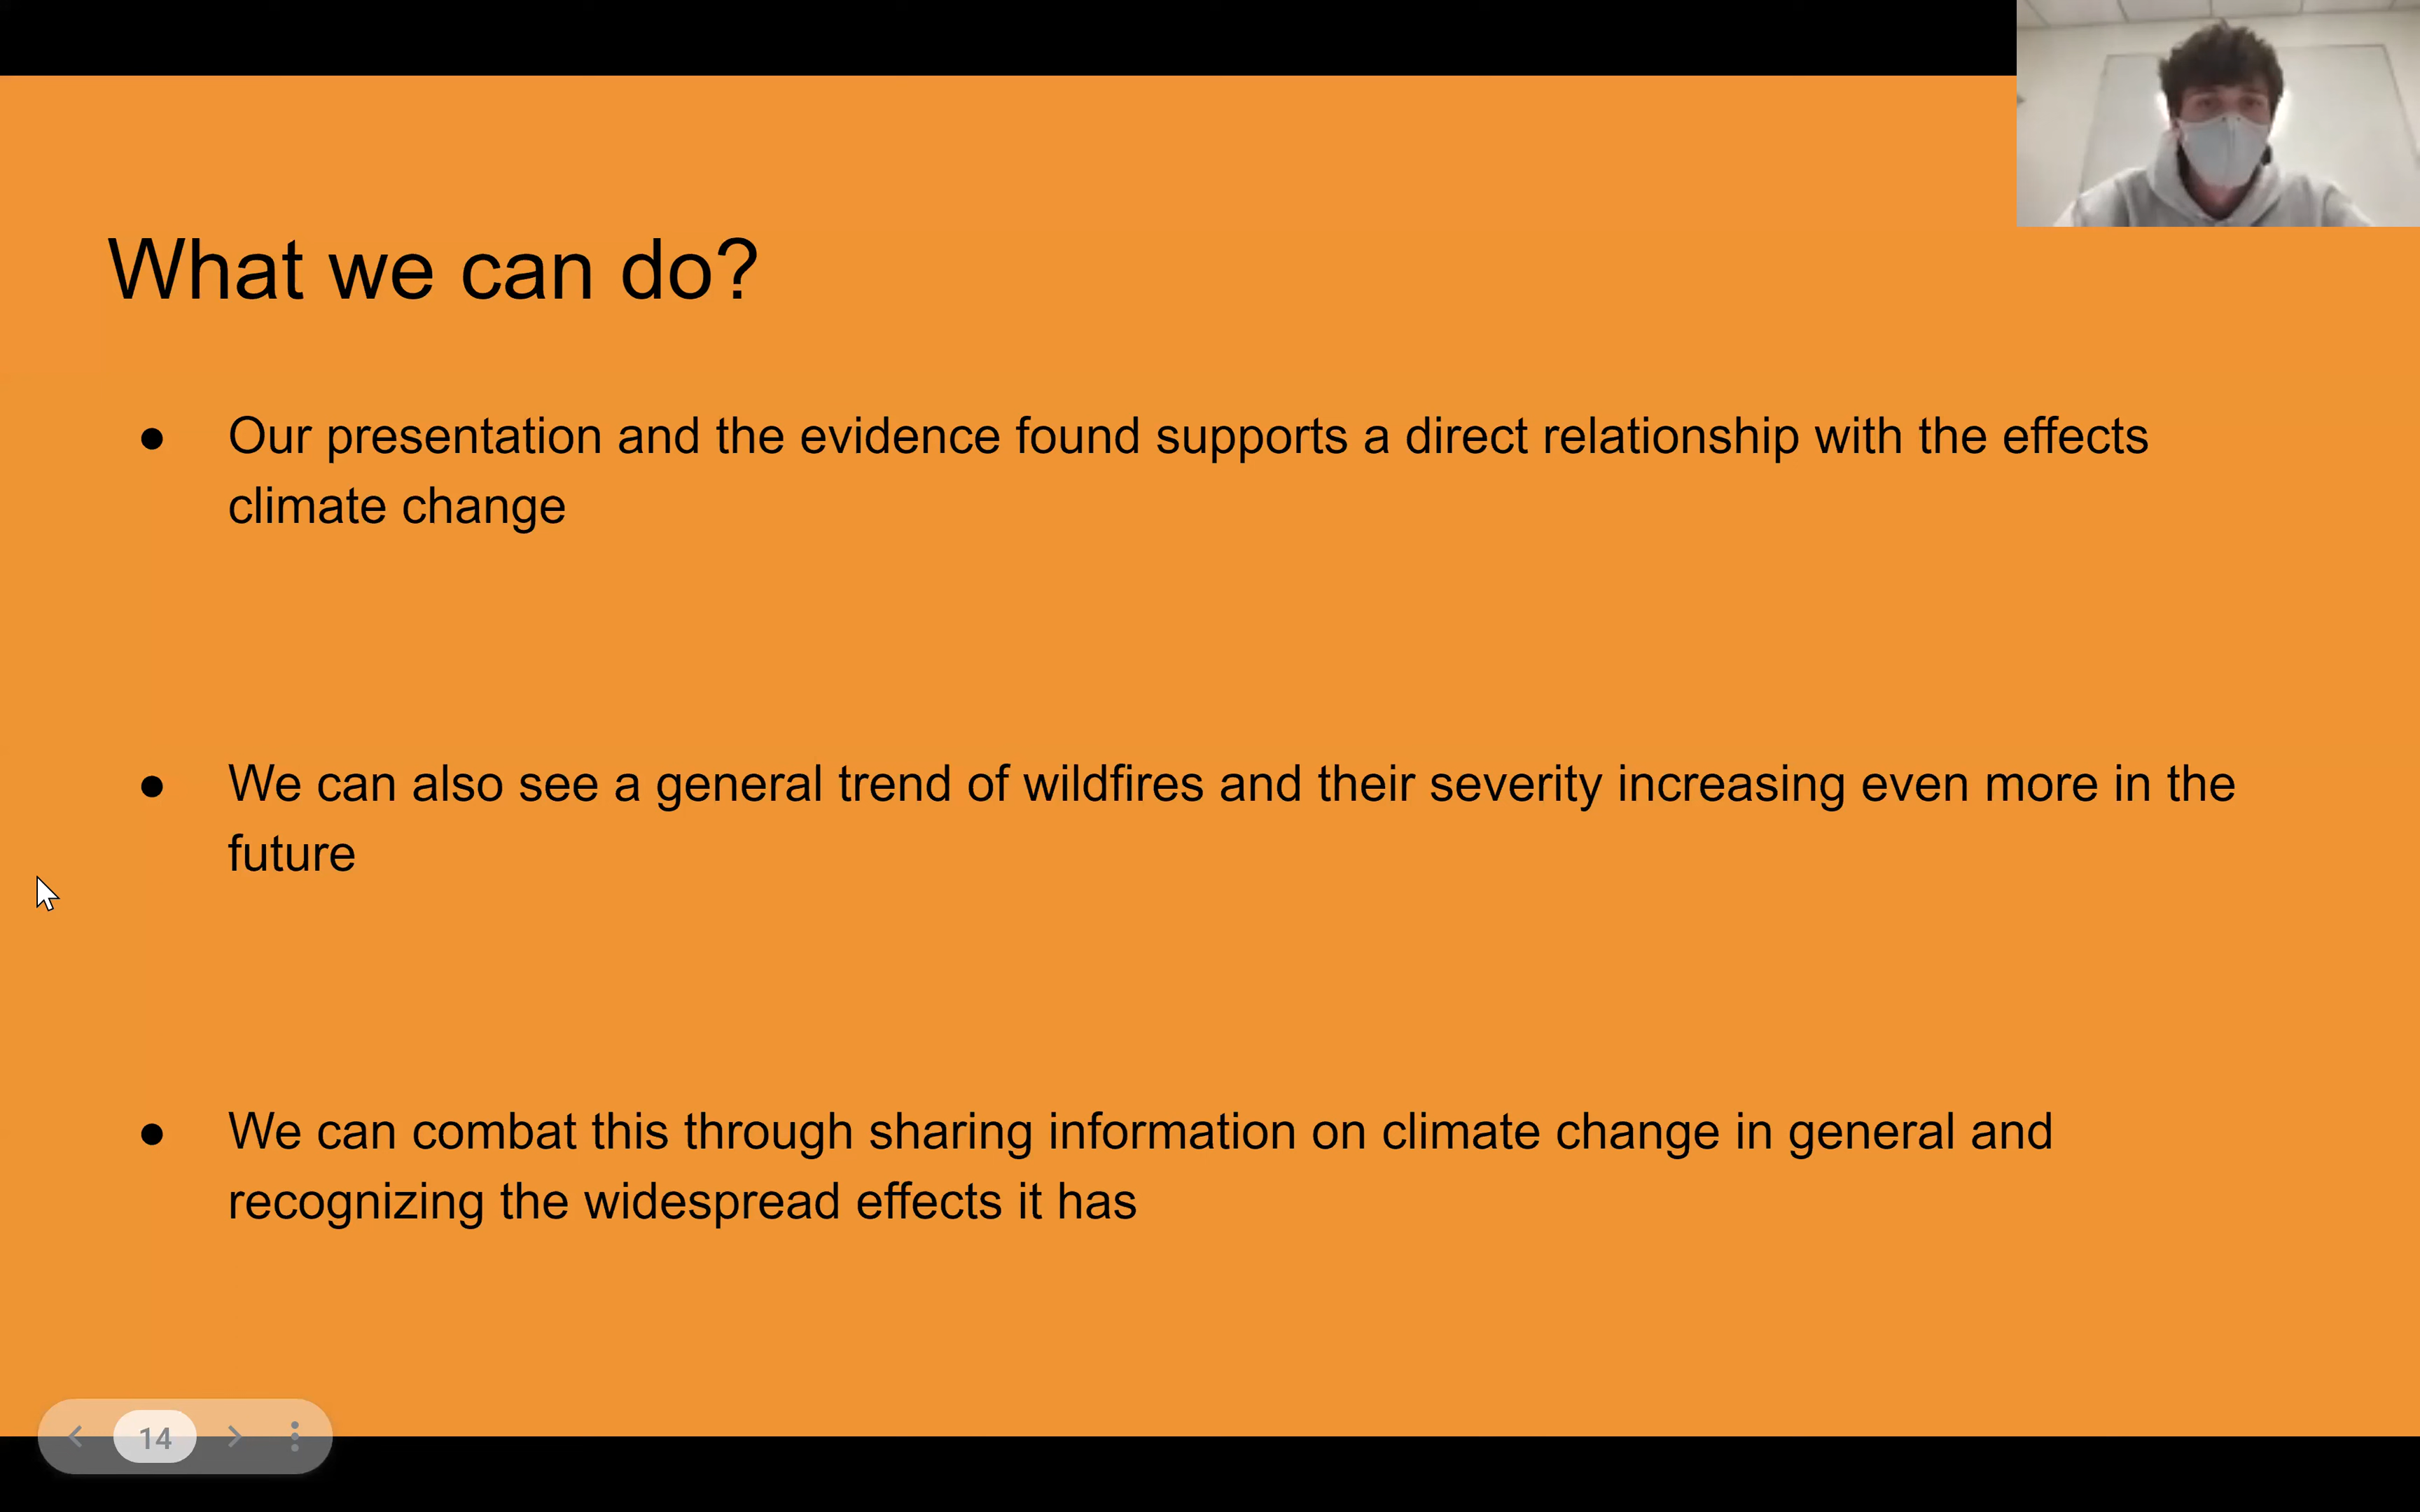 What we can do?
● Our presentation and the evidence found supports a direct relationship with the effects
climate change
● We can also see a general trend of wildfires and their severity increasing even more in the
future
● We can combat this through sharing information on climate change in general and
recognizing the widespread effects it has
14